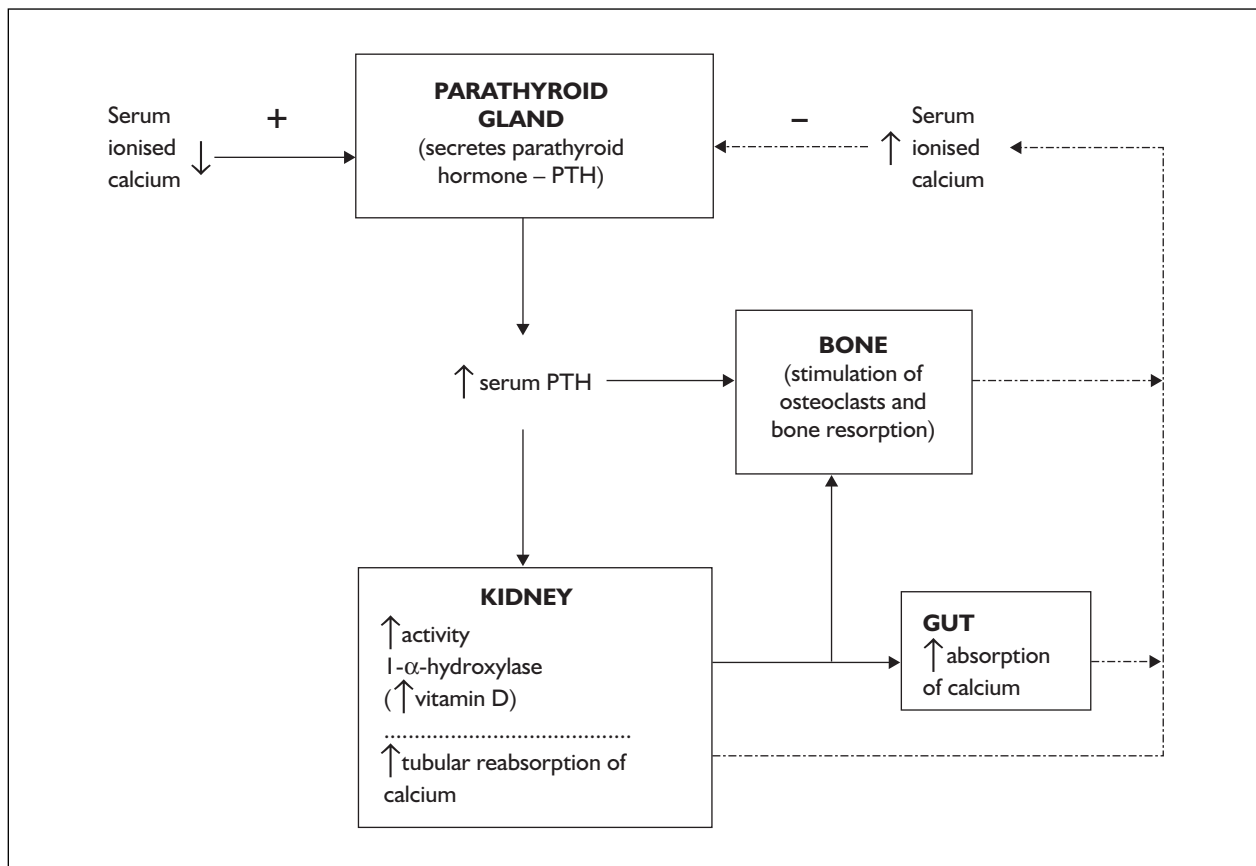 PARATHYROID
GLAND
(secretes parathyroid
hormone – PTH)
Serum
ionised
calcium ↓
+
–
↑ Serum
ionised
calcium
↑ serum PTH
BONE
(stimulation of
osteoclasts and
bone resorption)
KIDNEY
↑activity
1-α-hydroxylase
(↑vitamin D)
......................................
↑tubular reabsorption of
calcium
GUT
↑absorption
of calcium